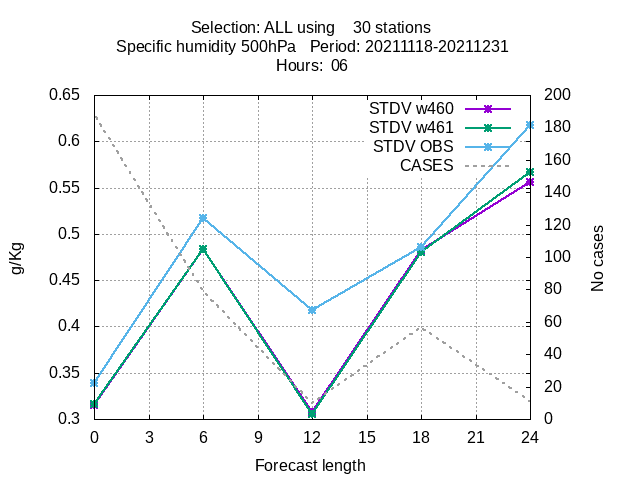 Selection: ALL using    30 stations
Specific humidity 500hPa   Period: 20211118-20211231
Hours:  06
0.65
0.6
0.55
0.5
0.45
0.4
0.35
0.3
g/Kg
STDV w460
STDV w461
STDV OBS
CASES
200
180
160
140
120
100
80
60
40
20
0
No cases
0 3 6 9 12 15 18 21 24
Forecast length